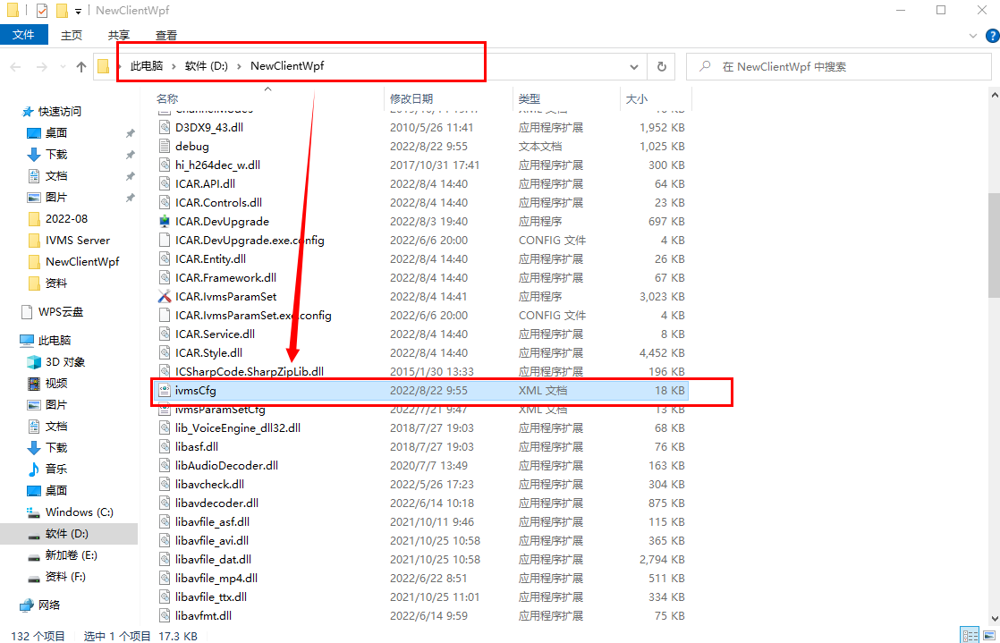 NewClientWpf
文件 主页 共享 查看
此电脑 软件 (D:) NewClientWpf 在 NewClientWpf 中搜索
名称 修改日期 类型 大小
D3DX9_43.dll 2010/5/26 11:41 应用程序扩展 1,952 KB
debug 2022/8/22 9:55 文本文档 1,025 KB
hi_h264dec_w.dll 2017/10/31 17:41 应用程序扩展 300 KB
ICAR.API.dll 2022/8/4 14:40 应用程序扩展 64 KB
ICAR.Controls.dll 2022/8/4 14:40 应用程序扩展 23 KB
ICAR.DevUpgrade 2022/8/3 19:40 应用程序 697 KB
ICAR.DevUpgrade.exe.config 2022/6/6 20:00 CONFIG 文件 4 KB
ICAR.Entity.dll 2022/8/4 14:40 应用程序扩展 26 KB
ICAR.Framework.dll 2022/8/4 14:40 应用程序扩展 67 KB
ICAR.IvmsParamSet 2022/8/4 14:41 应用程序 3,023 KB
ICAR.IvmsParamSet.exe.config 2022/6/6 20:00 CONFIG 文件 4 KB
ICAR.Service.dll 2022/8/4 14:40 应用程序扩展 8 KB
ICAR.Style.dll 2022/8/4 14:40 应用程序扩展 4,452 KB
ICSharpCode.SharpZipLib.dll 2015/1/30 13:33 应用程序扩展 196 KB
ivmsCfg 2022/8/22 9:55 XML 文档 18 KB
ivmsParamSetCfg 2022/7/21 9:47 XML 文档 13 KB
lib_VoiceEngine_dll32.dll 2018/7/27 19:03 应用程序扩展 68 KB
libasf.dll 2018/7/27 19:03 应用程序扩展 76 KB
libAudioDecoder.dll 2020/7/7 13:49 应用程序扩展 163 KB
libavcheck.dll 2022/5/26 17:23 应用程序扩展 304 KB
libavdecoder.dll 2022/6/14 10:18 应用程序扩展 875 KB
libavfile_asf.dll 2021/10/11 9:46 应用程序扩展 115 KB
libavfile_avi.dll 2021/10/25 10:58 应用程序扩展 365 KB
libavfile_dat.dll 2021/10/25 10:58 应用程序扩展 2,794 KB
libavfile_mp4.dll 2022/6/22 8:51 应用程序扩展 511 KB
libavfile_ttx.dll 2021/10/25 11:01 应用程序扩展 334 KB
libavfmt.dll 2022/6/14 9:59 应用程序扩展 75 KB
快速访问
桌面
下载
文档
图片
2022-08
IVMS Server
NewClientWpf
资料
WPS云盘
此电脑
3D 对象
视频
图片
文档
下载
音乐
桌面
Windows (C:)
软件 (D:)
新加卷 (E:)
资料 (F:)
网络
132 个项目 选中 1 个项目 17.3 KB